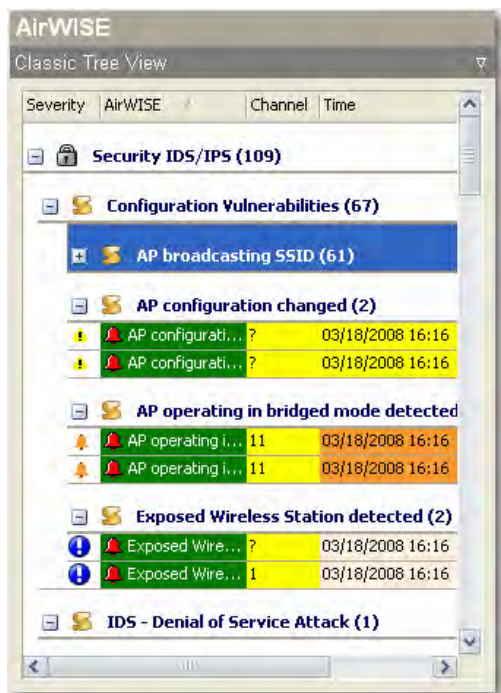 AirWISE
Classic Tree View
Severity AirWISE Channel Time
Security IDS/IPS (109)
Configuration Vulnerabilities (67)
AP broadcasting SSID (61)
AP configuration changed (2)
AP configurati... ? 03/18/2008 16:16
AP configurati... ? 03/18/2008 16:16
AP operating in bridged mode detected
AP operating i... 11 03/18/2008 16:16
AP operating i... 11 03/18/2008 16:16
Exposed Wireless Station detected (2)
Exposed Wire... ? 03/18/2008 16:16
Exposed Wire... 1 03/18/2008 16:16
IDS - Denial of Service Attack (1)